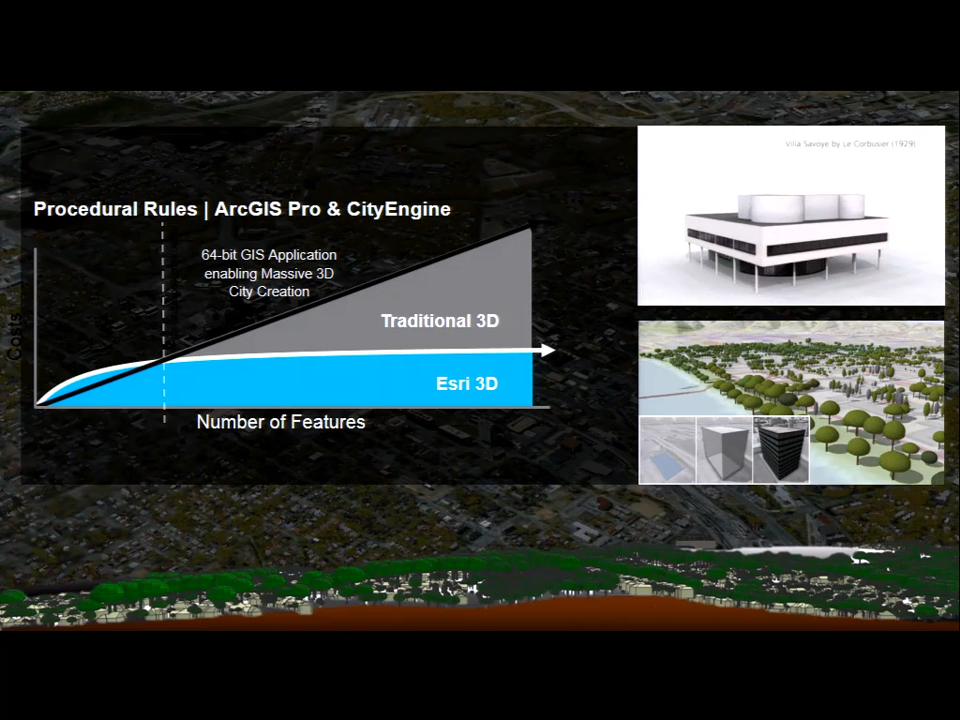 Villa Savoye by Le Corbusier (1929)
Procedural Rules | ArcGIS Pro & CityEngine
64-bit GIS Application
enabling Massive 3D
City Creation
Traditional 3D
Costs
Esri 3D
Number of Features